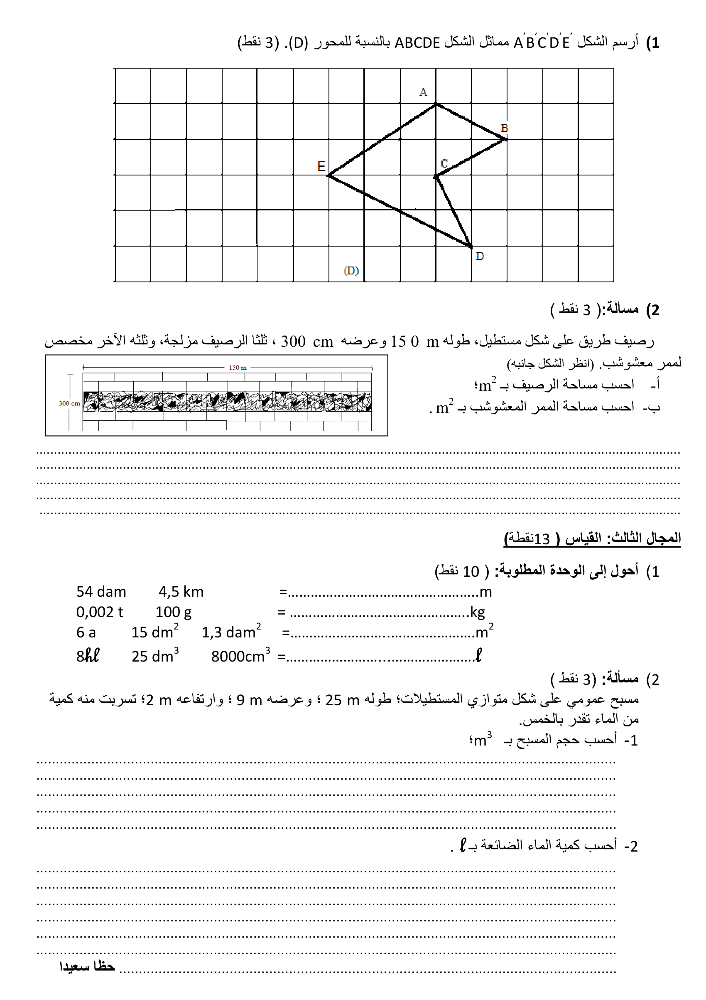 1) أرسم الشكل A'B'C'D'E' مماثل الشكل ABCDE بالنسبة للمحور (D). (3 نقط)
A
B
C
E
D
(D)
2) مسألة:( 3 نقط )
رصيف طريق على شكل مستطيل، طوله 15 0 m وعرضه 300 cm ، ثلثا الرصيف مزلجة، وثلثه الآخر مخصص
لممر معشوشب. (انظر الشكل جانبه)
150 m
300 cm
أ- احسب مساحة الرصيف بـ m²؛
ب- احسب مساحة الممر المعشوشب بـ m² .
........................................................................
........................................................................
........................................................................
........................................................................
........................................................................
المجال الثالث: القياس ( 13نقطة)
1) أحول إلى الوحدة المطلوبة: ( 10 نقط)
54 dam 4,5 km =………………………………………….m
0,002 t 100 g = ………………………………………..kg
6 a 15 dm² 1,3 dam² =……………………..………………….m²
8hl 25 dm³ 8000cm³ =……………………...………………….l
2) مسألة: (3 نقط )
مسبح عمومي على شكل متوازي المستطيلات؛ طوله 25 m ؛ وعرضه 9 m ؛ وارتفاعه 2 m؛ تسربت منه كمية
من الماء تقدر بالخمس.
1- أحسب حجم المسبح بـ m³؛
........................................................................
........................................................................
........................................................................
........................................................................
........................................................................
2- أحسب كمية الماء الضائعة بـ l .
........................................................................
........................................................................
........................................................................
........................................................................
........................................................................
........................................................................
........................................................................ حظا سعيدا